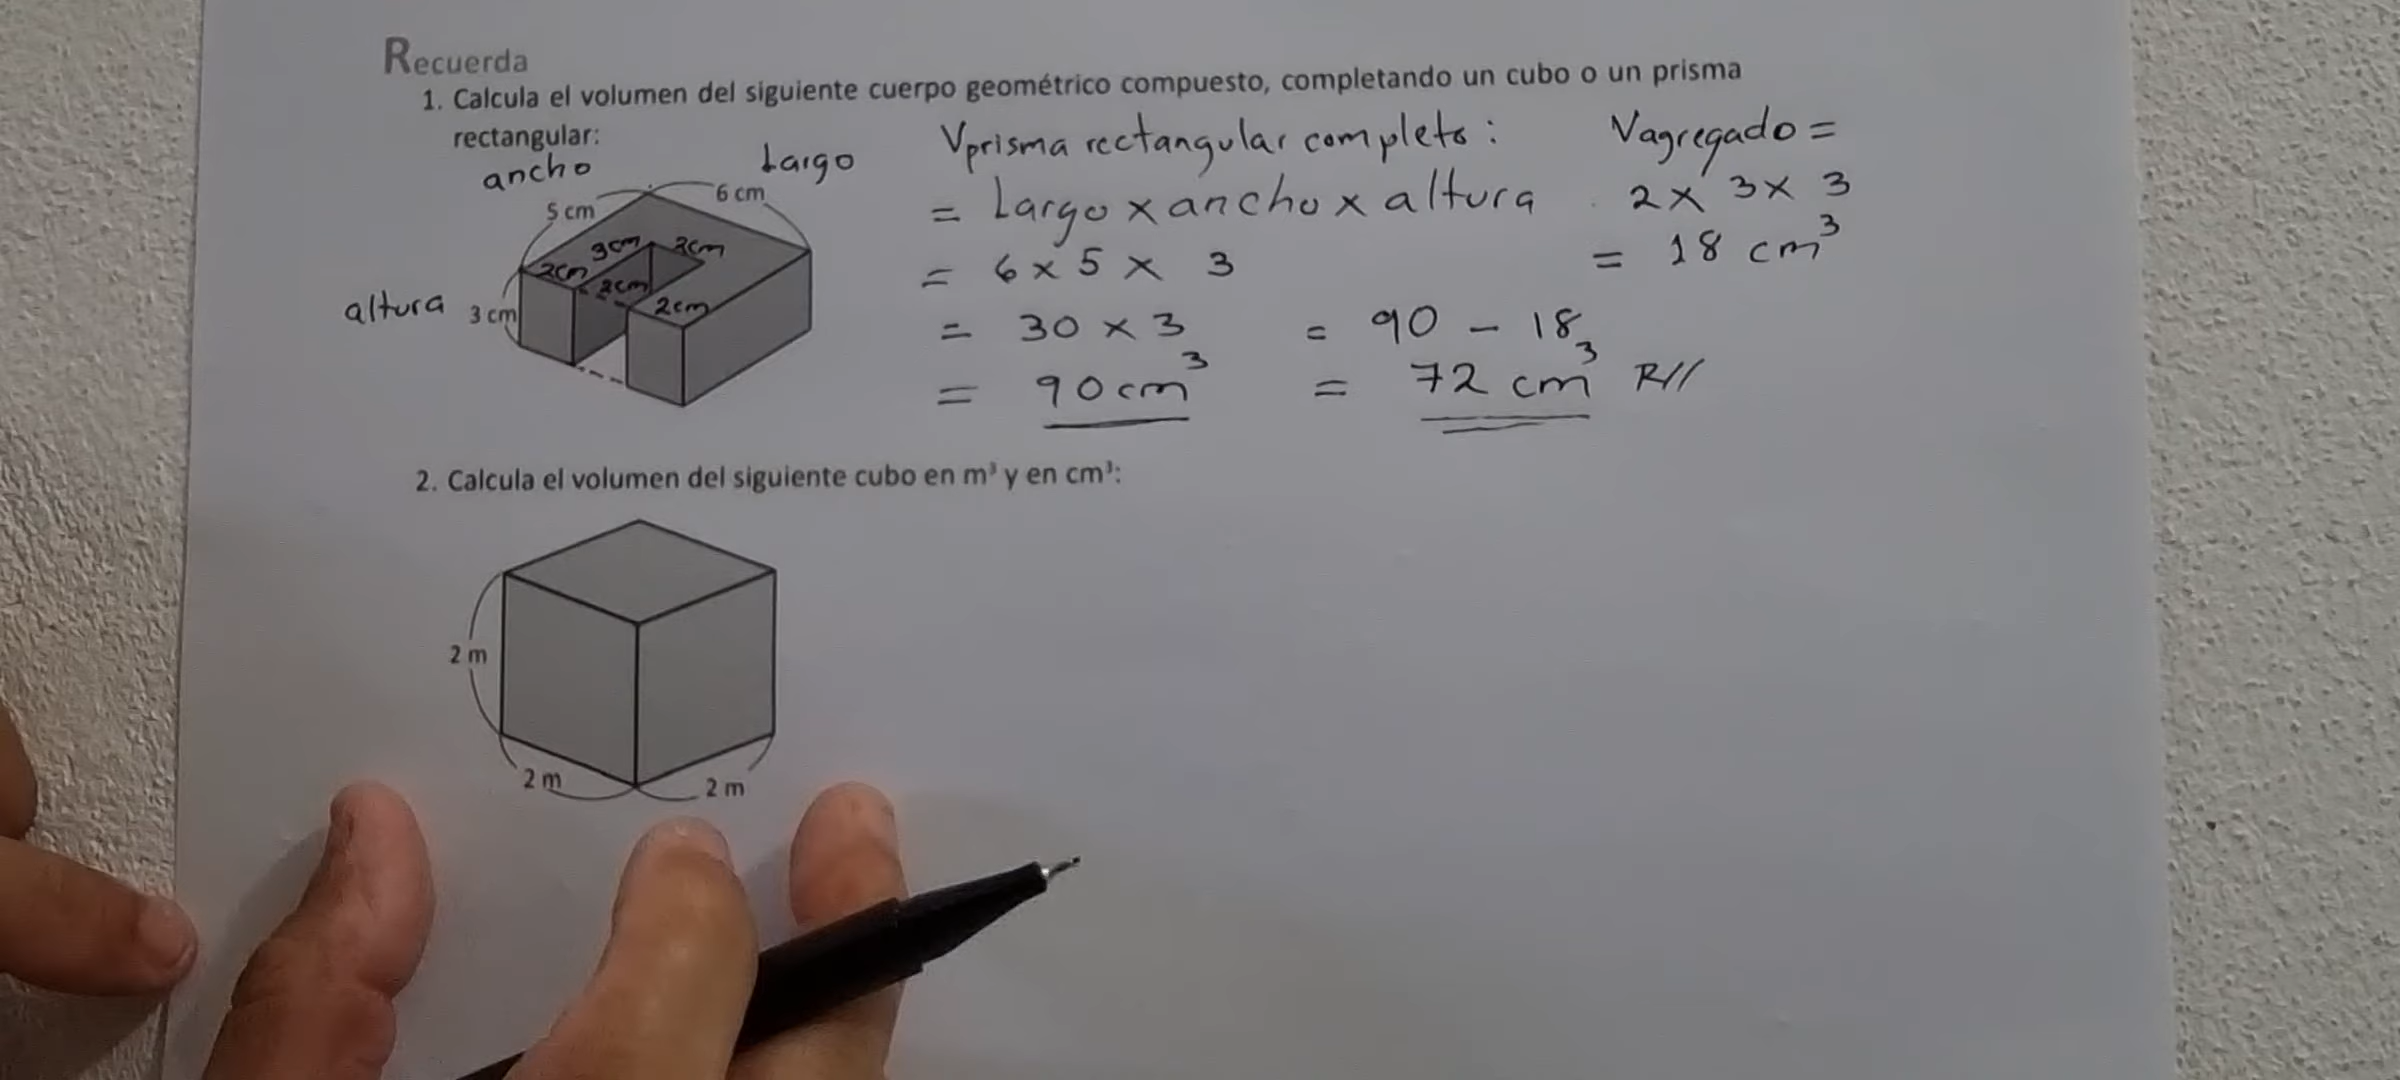 Recuerda
1. Calcula el volumen del siguiente cuerpo geométrico compuesto, completando un cubo o un prisma
rectangular:
ancho
Largo
5 cm
6 cm
3cm
2cm
2cm
2cm
2cm
altura
3 cm
Vprisma rectangular completo:
= Largo x ancho x altura
= 6 x 5 x 3
= 30 x 3
= 90 cm³
Vagregado =
2 x 3 x 3
= 18 cm³
= 90 - 18
= 72 cm³ R//
2. Calcula el volumen del siguiente cubo en m³ y en cm³:
2 m
2 m
2 m